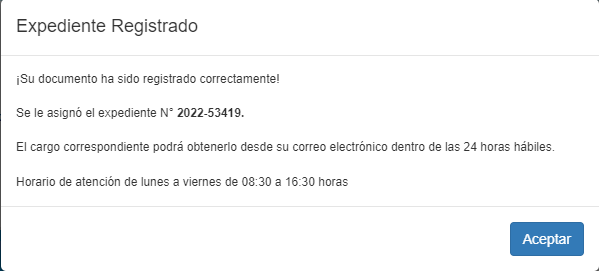 Expediente Registrado
¡Su documento ha sido registrado correctamente!
Se le asignó el expediente N° 2022-53419.
El cargo correspondiente podrá obtenerlo desde su correo electrónico dentro de las 24 horas hábiles.
Horario de atención de lunes a viernes de 08:30 a 16:30 horas
Aceptar